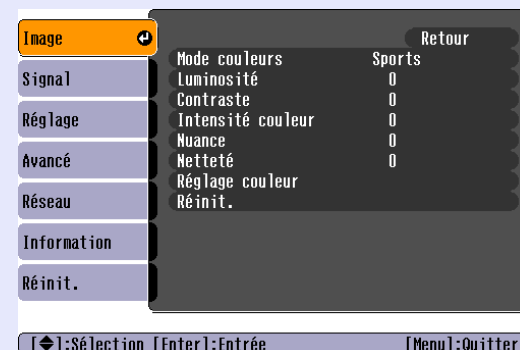 Image
Signal
Réglage
Avancé
Réseau
Information
Réinit.
Retour
Mode couleurs Sports
Luminosité 0
Contraste 0
Intensité couleur 0
Nuance 0
Netteté 0
Réglage couleur
Réinit.
[◆]:Sélection [Enter]:Entrée [Menu]:Quitter